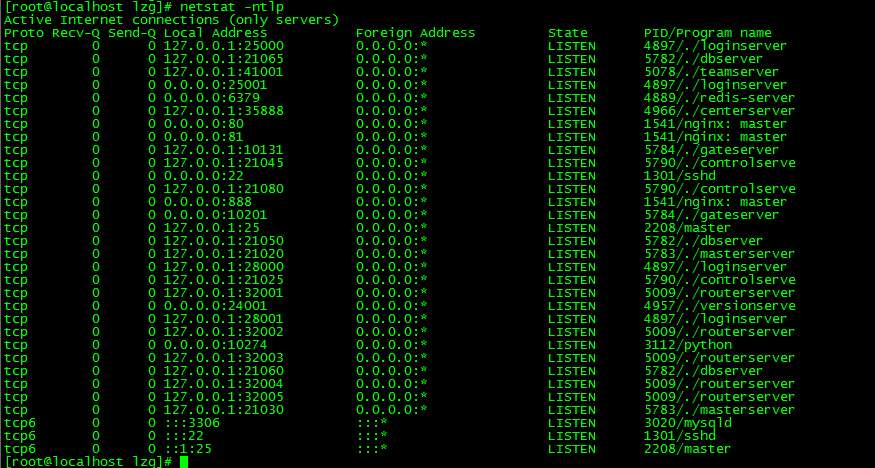 [root@localhost lzg]# netstat -ntlp
Active Internet connections (only servers)
Proto Recv-Q Send-Q Local Address           Foreign Address         State       PID/Program name
tcp        0      0 127.0.0.1:25000         0.0.0.0:*               LISTEN      4897/./loginserver
tcp        0      0 127.0.0.1:21065         0.0.0.0:*               LISTEN      5782/./dbserver
tcp        0      0 127.0.0.1:41001         0.0.0.0:*               LISTEN      5078/./teamserver
tcp        0      0 0.0.0.0:25001           0.0.0.0:*               LISTEN      4897/./loginserver
tcp        0      0 0.0.0.0:6379            0.0.0.0:*               LISTEN      4889/./redis-server
tcp        0      0 127.0.0.1:35888         0.0.0.0:*               LISTEN      4966/./centerserver
tcp        0      0 0.0.0.0:80              0.0.0.0:*               LISTEN      1541/nginx: master
tcp        0      0 0.0.0.0:81              0.0.0.0:*               LISTEN      1541/nginx: master
tcp        0      0 127.0.0.1:10131         0.0.0.0:*               LISTEN      5784/./gateserver
tcp        0      0 127.0.0.1:21045         0.0.0.0:*               LISTEN      5790/./controlserve
tcp        0      0 0.0.0.0:22              0.0.0.0:*               LISTEN      1301/sshd
tcp        0      0 127.0.0.1:21080         0.0.0.0:*               LISTEN      5790/./controlserve
tcp        0      0 0.0.0.0:888             0.0.0.0:*               LISTEN      1541/nginx: master
tcp        0      0 0.0.0.0:10201           0.0.0.0:*               LISTEN      5784/./gateserver
tcp        0      0 127.0.0.1:25            0.0.0.0:*               LISTEN      2208/master
tcp        0      0 127.0.0.1:21050         0.0.0.0:*               LISTEN      5782/./dbserver
tcp        0      0 127.0.0.1:21020         0.0.0.0:*               LISTEN      5783/./masterserver
tcp        0      0 127.0.0.1:28000         0.0.0.0:*               LISTEN      4897/./loginserver
tcp        0      0 127.0.0.1:21025         0.0.0.0:*               LISTEN      5790/./controlserve
tcp        0      0 127.0.0.1:32001         0.0.0.0:*               LISTEN      5009/./routerserver
tcp        0      0 0.0.0.0:24001           0.0.0.0:*               LISTEN      4957/./versionserve
tcp        0      0 127.0.0.1:28001         0.0.0.0:*               LISTEN      4897/./loginserver
tcp        0      0 127.0.0.1:32002         0.0.0.0:*               LISTEN      5009/./routerserver
tcp        0      0 0.0.0.0:10274           0.0.0.0:*               LISTEN      3112/python
tcp        0      0 127.0.0.1:32003         0.0.0.0:*               LISTEN      5009/./routerserver
tcp        0      0 127.0.0.1:21060         0.0.0.0:*               LISTEN      5782/./dbserver
tcp        0      0 127.0.0.1:32004         0.0.0.0:*               LISTEN      5009/./routerserver
tcp        0      0 127.0.0.1:32005         0.0.0.0:*               LISTEN      5009/./routerserver
tcp        0      0 127.0.0.1:21030         0.0.0.0:*               LISTEN      5783/./masterserver
tcp6       0      0 :::3306                 :::*                    LISTEN      3020/mysqld
tcp6       0      0 :::22                   :::*                    LISTEN      1301/sshd
tcp6       0      0 ::1:25                  :::*                    LISTEN      2208/master
[root@localhost lzg]#